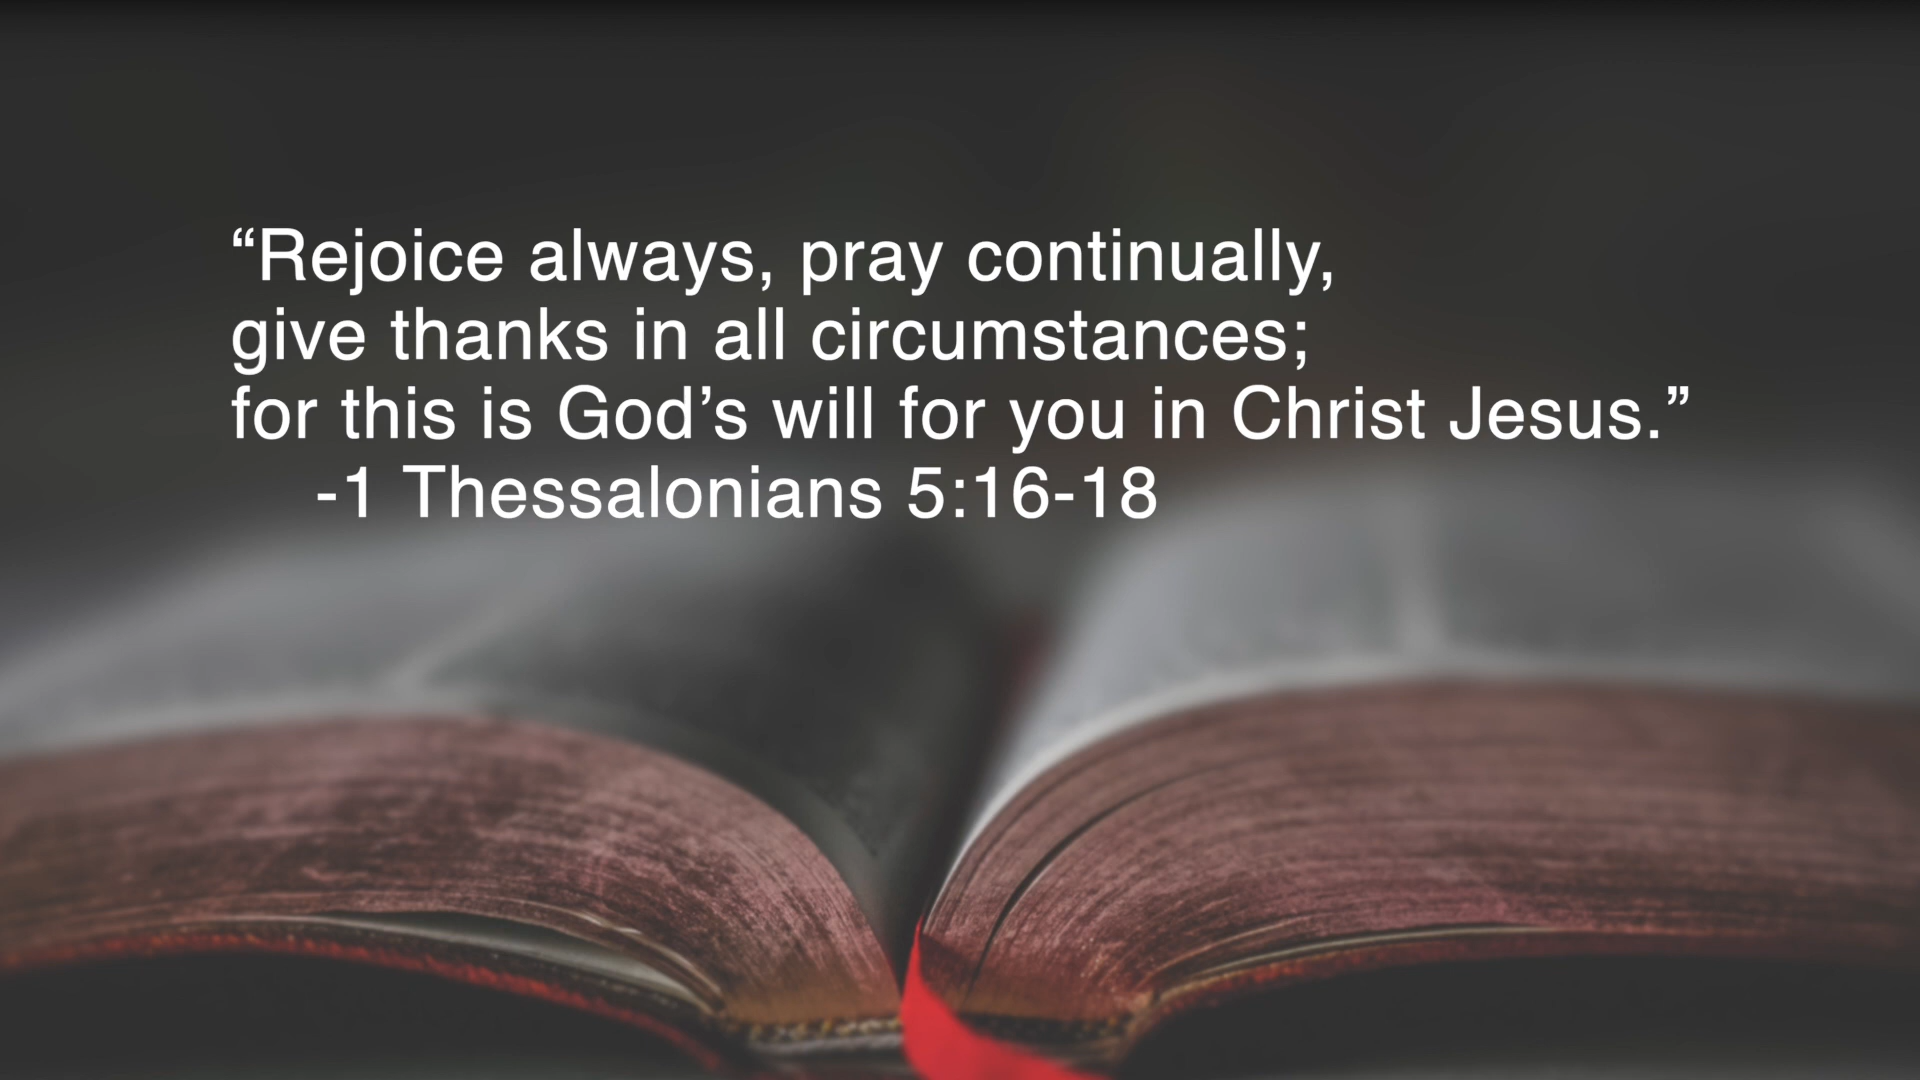 “Rejoice always, pray continually,
give thanks in all circumstances;
for this is God’s will for you in Christ Jesus.”
-1 Thessalonians 5:16-18